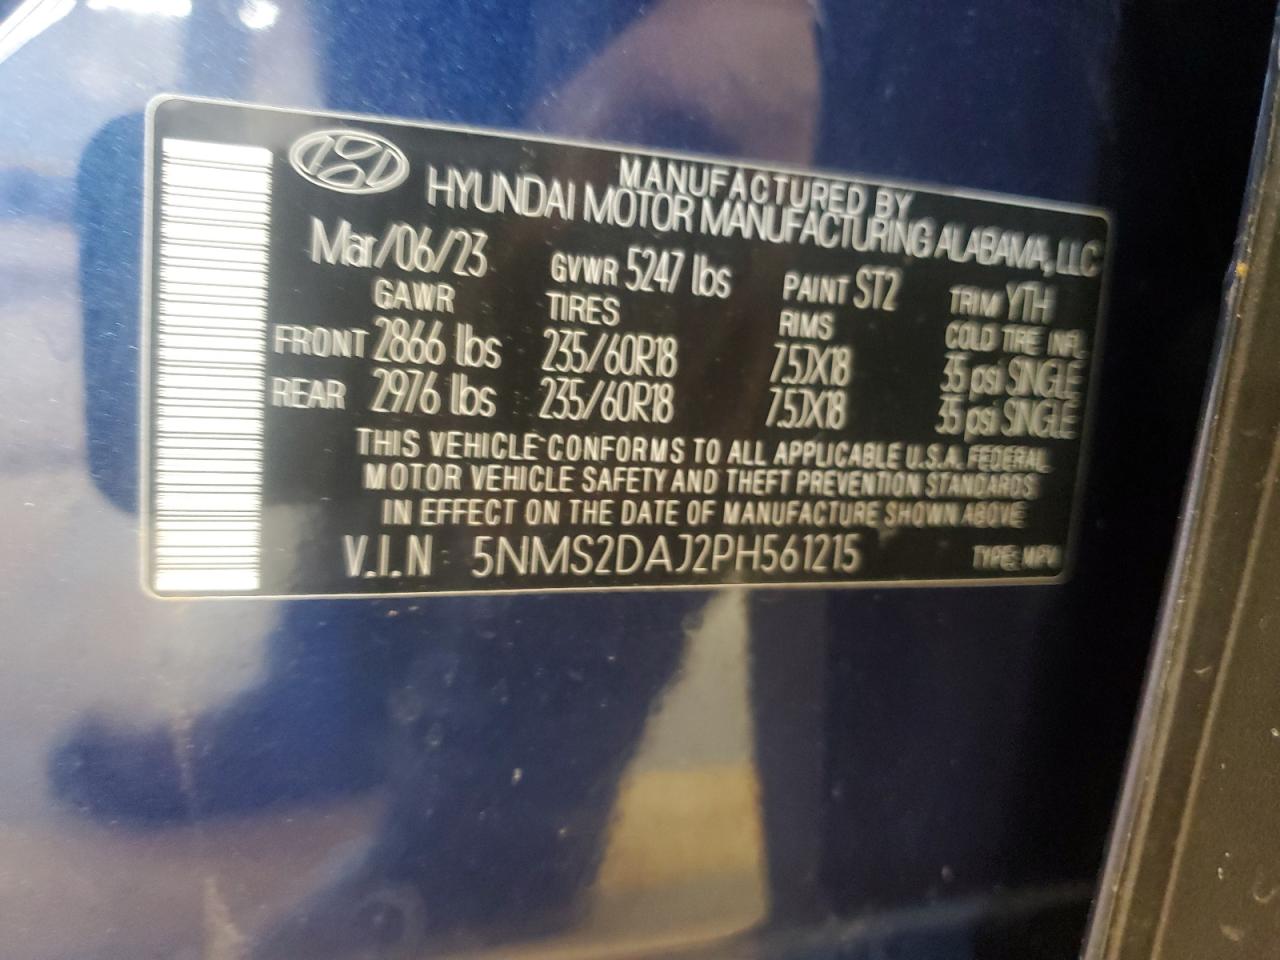 MANUFACTURED BY
HYUNDAI MOTOR MANUFACTURING ALABAMA, LLC
Mar/06/23 GVWR 5247 lbs PAINT ST2 TRIM YTH
GAWR TIRES RIMS COLD TIRE INFL
FRONT 2866 lbs 235/60R18 7.5JX18 35 psi SINGLE
REAR 2976 lbs 235/60R18 7.5JX18 35 psi SINGLE
THIS VEHICLE CONFORMS TO ALL APPLICABLE U.S.A. FEDERAL
MOTOR VEHICLE SAFETY AND THEFT PREVENTION STANDARDS
IN EFFECT ON THE DATE OF MANUFACTURE SHOWN ABOVE
V.I.N 5NMS2DAJ2PH561215 TYPE: MPV